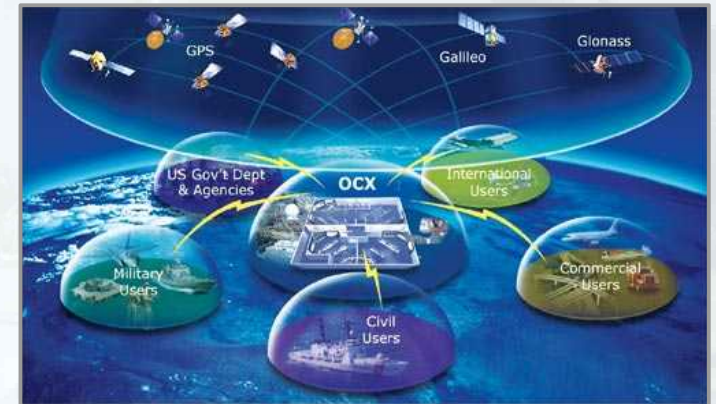 GPS
Galileo
Glonass
US Gov't Dept
& Agencies
OCX
International
Users
Military
Users
Commercial
Users
Civil
Users